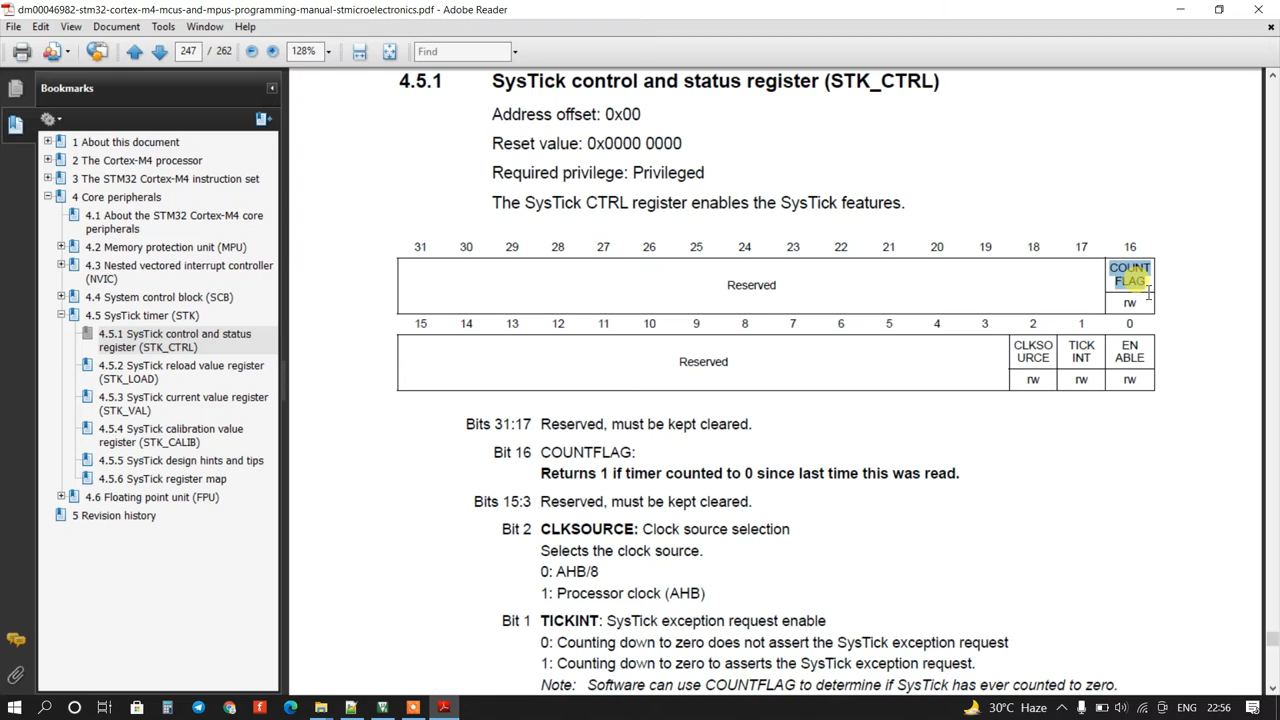 dm00046982-stm32-cortex-m4-mcus-and-mpus-programming-manual-stmicroelectronics.pdf - Adobe Reader
File Edit View Document Tools Window Help
247 / 262 128% Find
Bookmarks
1 About this document
2 The Cortex-M4 processor
3 The STM32 Cortex-M4 instruction set
4 Core peripherals
4.1 About the STM32 Cortex-M4 core
peripherals
4.2 Memory protection unit (MPU)
4.3 Nested vectored interrupt controller
(NVIC)
4.4 System control block (SCB)
4.5 SysTick timer (STK)
4.5.1 SysTick control and status
register (STK_CTRL)
4.5.2 SysTick reload value register
(STK_LOAD)
4.5.3 SysTick current value register
(STK_VAL)
4.5.4 SysTick calibration value
register (STK_CALIB)
4.5.5 SysTick design hints and tips
4.5.6 SysTick register map
4.6 Floating point unit (FPU)
5 Revision history
4.5.1 SysTick control and status register (STK_CTRL)
Address offset: 0x00
Reset value: 0x0000 0000
Required privilege: Privileged
The SysTick CTRL register enables the SysTick features.
31 30 29 28 27 26 25 24 23 22 21 20 19 18 17 16
Reserved
COUNT
FLAG
rw
15 14 13 12 11 10 9 8 7 6 5 4 3 2 1 0
Reserved
CLKSO TICK EN
URCE INT ABLE
rw rw rw
Bits 31:17 Reserved, must be kept cleared.
Bit 16 COUNTFLAG:
Returns 1 if timer counted to 0 since last time this was read.
Bits 15:3 Reserved, must be kept cleared.
Bit 2 CLKSOURCE: Clock source selection
Selects the clock source.
0: AHB/8
1: Processor clock (AHB)
Bit 1 TICKINT: SysTick exception request enable
0: Counting down to zero does not assert the SysTick exception request
1: Counting down to zero to asserts the SysTick exception request.
Note: Software can use COUNTFLAG to determine if SysTick has ever counted to zero.
30°C Haze ENG 22:56